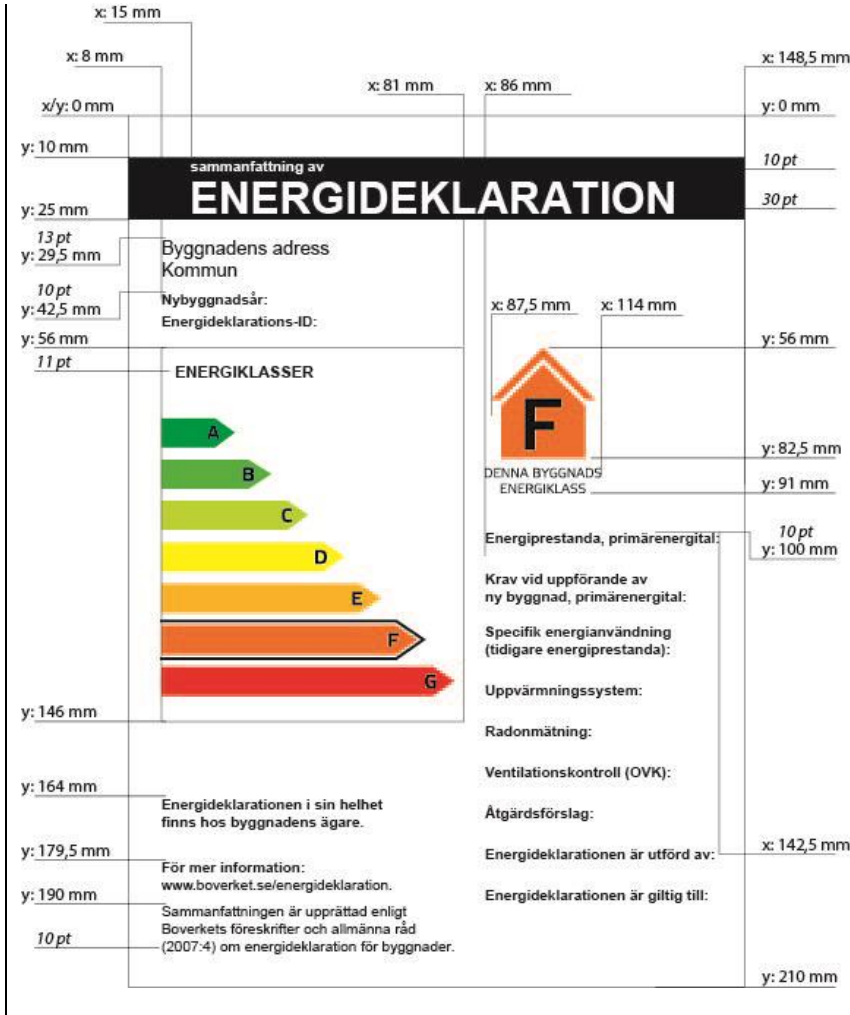 x: 15 mm
x: 8 mm
x: 148,5 mm
x: 81 mm
x: 86 mm
x/y: 0 mm
y: 0 mm
y: 10 mm
sammanfattning av
10 pt
ENERGIDEKLARATION
30 pt
y: 25 mm
13 pt
y: 29,5 mm
Byggnadens adress
Kommun
10 pt
y: 42,5 mm
Nybyggnadsår:
Energideklarations-ID:
x: 87,5 mm
x: 114 mm
y: 56 mm
y: 56 mm
11 pt
ENERGIKLASSER
A
B
C
D
E
F
G
F
y: 82,5 mm
DENNA BYGGNADS
ENERGIKLASS
y: 91 mm
Energiprestanda, primärenergital:
10 pt
y: 100 mm
Krav vid uppförande av
ny byggnad, primärenergital:
Specifik energianvändning
(tidigare energiprestanda):
Uppvärmningssystem:
Radonmätning:
Ventilationskontroll (OVK):
Åtgärdsförslag:
Energideklarationen är utförd av:
x: 142,5 mm
Energideklarationen är giltig till:
y: 146 mm
y: 164 mm
Energideklarationen i sin helhet
finns hos byggnadens ägare.
y: 179,5 mm
För mer information:
www.boverket.se/energideklaration.
y: 190 mm
Sammanfattningen är upprättad enligt
Boverkets föreskrifter och allmänna råd
(2007:4) om energideklaration för byggnader.
10 pt
y: 210 mm